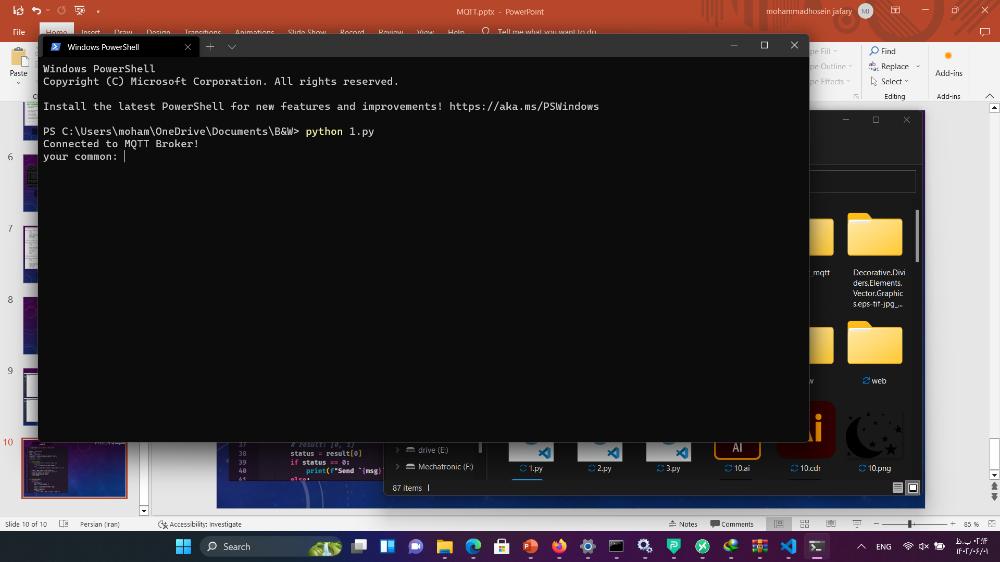 MQTT.pptx - PowerPoint
mohammadhosein jafary
MJ
File
Home
Insert
Draw
Design
Transitions
Animations
Slide Show
Record
Review
View
Help
Tell me what you want to do
Windows PowerShell
Paste
pe Fill
pe Outline
pe Effects
Find
Replace
Select
Editing
Add-ins
Add-ins
Windows PowerShell
Copyright (C) Microsoft Corporation. All rights reserved.
Install the latest PowerShell for new features and improvements! https://aka.ms/PSWindows
PS C:\Users\moham\OneDrive\Documents\B&W> python 1.py
Connected to MQTT Broker!
your common:
6
7
8
9
10
_mqtt
Decorative.Divi
ders.Elements.
Vector.Graphic
s.eps-tif-jpg_...
w
web
Ai
37 # result: [0, 1]
38 status = result[0]
39 if status == 0:
40 print(f"Send `{msg}`
41 else:
drive (E:)
Mechatronic (F:)
1.py
2.py
3.py
10.ai
10.cdr
10.png
87 items
Slide 10 of 10
Persian (Iran)
Accessibility: Investigate
Notes
Comments
85 %
Search
ENG
۰۲:۱۴ ب.ظ
۱۴۰۲/۰۶/۰۱